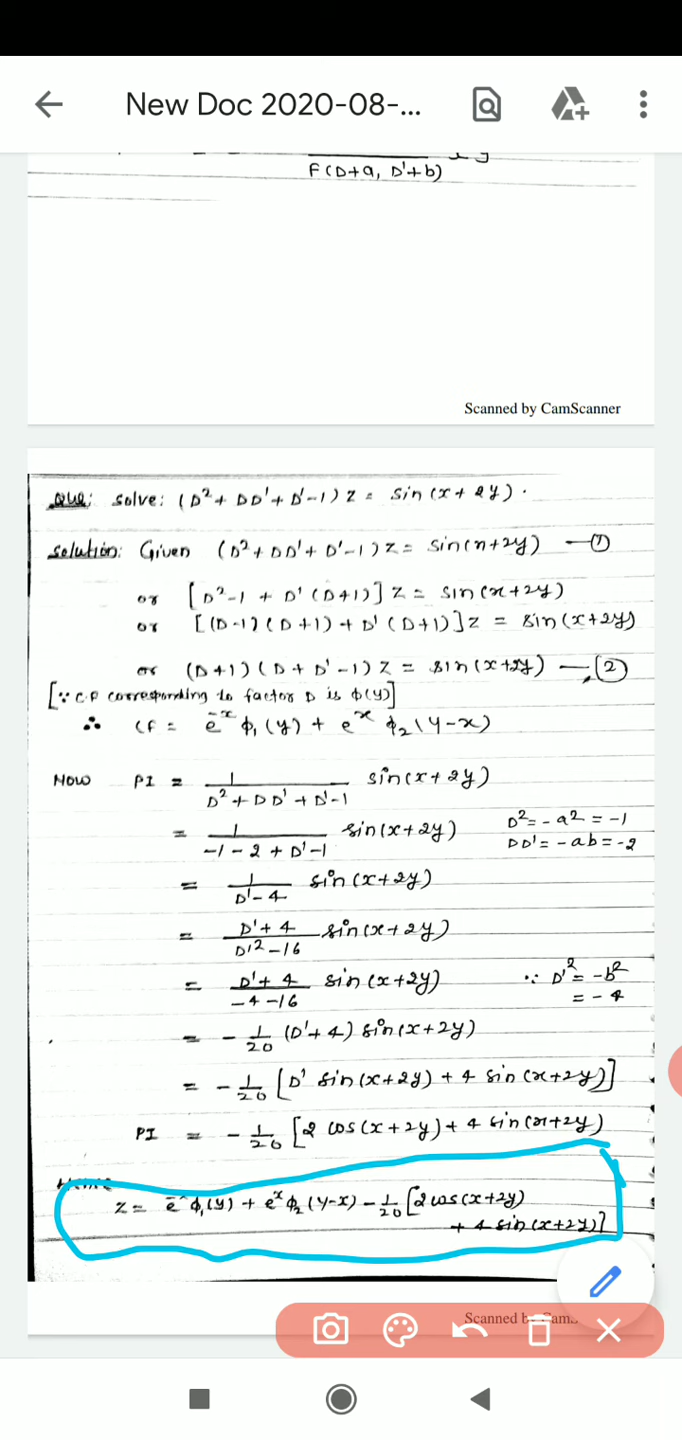 New Doc 2020-08-...
F(D+a, D'+b)
Scanned by CamScanner
Que: solve: (D²+ DD'+ D'-1) z = sin(x+2y).
solution: Given (D²+DD'+ D'-1) z = sin(x+2y) —①
or [D²-1 + D'(D+1)] z = sin(x+2y)
or [(D-1)(D+1) + D'(D+1)] z = sin(x+2y)
or (D+1)(D+D'-1) z = sin(x+2y) —②
[∵ C.F corresponding to factor D is ϕ(y)]
∴ CF = e⁻ˣ ϕ₁(y) + eˣ ϕ₂(y-x)
Now PI = 1/(D²+DD'+D'-1) sin(x+2y)
= 1/(-1-2+D'-1) sin(x+2y) D²=-a²=-1
DD'=-ab=-2
= 1/(D'-4) sin(x+2y)
= (D'+4)/(D'²-16) sin(x+2y)
= (D'+4)/(-4-16) sin(x+2y) ∵ D'²=-b²
=-4
= -1/20 (D'+4) sin(x+2y)
= -1/20 [D' sin(x+2y) + 4 sin(x+2y)]
PI = -1/20 [2 cos(x+2y)+ 4 sin(x+2y)
z = e⁻ˣ ϕ₁(y) + eˣ ϕ₂(y-x) - 1/20 [2cos(x+2y)
+ 4 sin(x+2y)]
Scanned by Cam